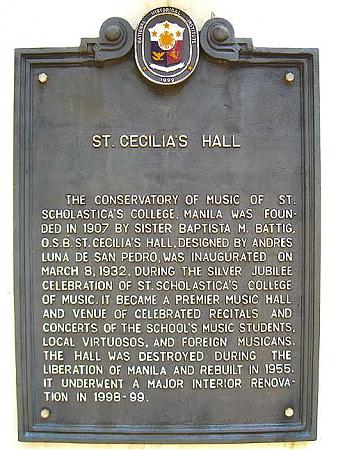 NATIONAL HISTORICAL INSTITUTE
1999
ST. CECILIA'S HALL
THE CONSERVATORY OF MUSIC OF ST.
SCHOLASTICA'S COLLEGE, MANILA WAS FOUN-
DED IN 1907 BY SISTER BAPTISTA M. BATTIG,
O.S.B. ST. CECILIA'S HALL, DESIGNED BY ANDRES
LUNA DE SAN PEDRO, WAS INAUGURATED ON
MARCH 8, 1932, DURING THE SILVER JUBILEE
CELEBRATION OF ST. SCHOLASTICA'S COLLEGE
OF MUSIC. IT BECAME A PREMIER MUSIC HALL
AND VENUE OF CELEBRATED RECITALS AND
CONCERTS OF THE SCHOOL'S MUSIC STUDENTS,
LOCAL VIRTUOSOS, AND FOREIGN MUSICANS.
THE HALL WAS DESTROYED DURING THE
LIBERATION OF MANILA AND REBUILT IN 1955.
IT UNDERWENT A MAJOR INTERIOR RENOVA-
TION IN 1998-99.